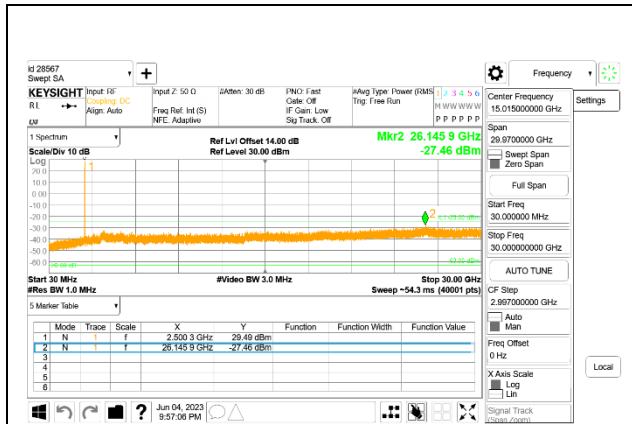 id 28567
Swept SA
+
Frequency
KEYSIGHT
Input: RF
Input Z: 50 Ω
#Atten: 30 dB
PNO: Fast
#Avg Type: Power (RMS
1 2 3 4 5 6
RL
Coupling: DC
Gate: Off
Trig: Free Run
M W W W W W
Align: Auto
Freq Ref: Int (S)
IF Gain: Low
NFE: Adaptive
Sig Track: Off
P P P P P P
1 Spectrum
Scale/Div 10 dB
Ref Lvl Offset 14.00 dB
Ref Level 30.00 dBm
Mkr2 26.145 9 GHz
-27.46 dBm
Log
20.0
10.0
0.00
-10.0
-20.0
-30.0
-40.0
-50.0
-60.0
1
2
Start 30 MHz
#Video BW 3.0 MHz
Stop 30.00 GHz
#Res BW 1.0 MHz
Sweep ~54.3 ms (40001 pts)
5 Marker Table
Mode Trace Scale X Y Function Function Width Function Value
1 N 1 f 2.500 3 GHz 29.49 dBm
2 N 1 f 26.145 9 GHz -27.46 dBm
3
4
5
6
?
Jun 04, 2023
9:57:06 PM
Center Frequency
15.015000000 GHz
Settings
Span
29.9700000 GHz
Swept Span
Zero Span
Full Span
Start Freq
30.000000 MHz
Stop Freq
30.00000000 GHz
AUTO TUNE
CF Step
2.997000000 GHz
Auto
Man
Freq Offset
0 Hz
Local
X Axis Scale
Log
Lin
Signal Track
(Span Zoom)